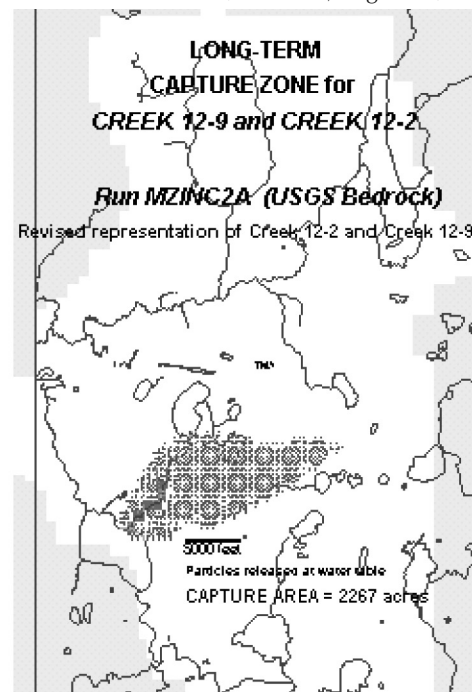 LONG-TERM
CAPTURE ZONE for
CREEK 12-9 and CREEK 12-2
Run MZINC2A (USGS Bedrock)
Revised representation of Creek 12-2 and Creek 12-9
5000 feet
Particles released at water table
CAPTURE AREA = 2267 acres